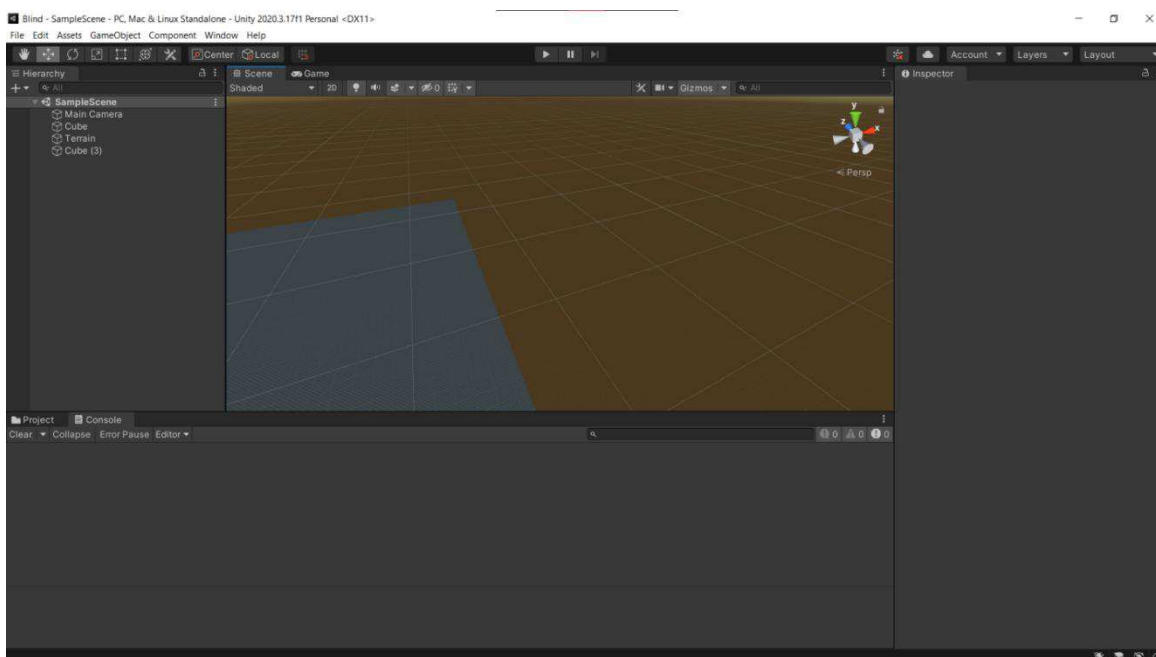 Blind - SampleScene - PC, Mac & Linux Standalone - Unity 2020.3.17f1 Personal <DX11>
File Edit Assets GameObject Component Window Help
Center Local Account Layers Layout
Hierarchy Scene Game Inspector
All Shaded 2D 0 Gizmos All
SampleScene
Main Camera
Cube
Terrain
Cube (3)
y
z x
Persp
Project Console
Clear Collapse Error Pause Editor 0 0 0